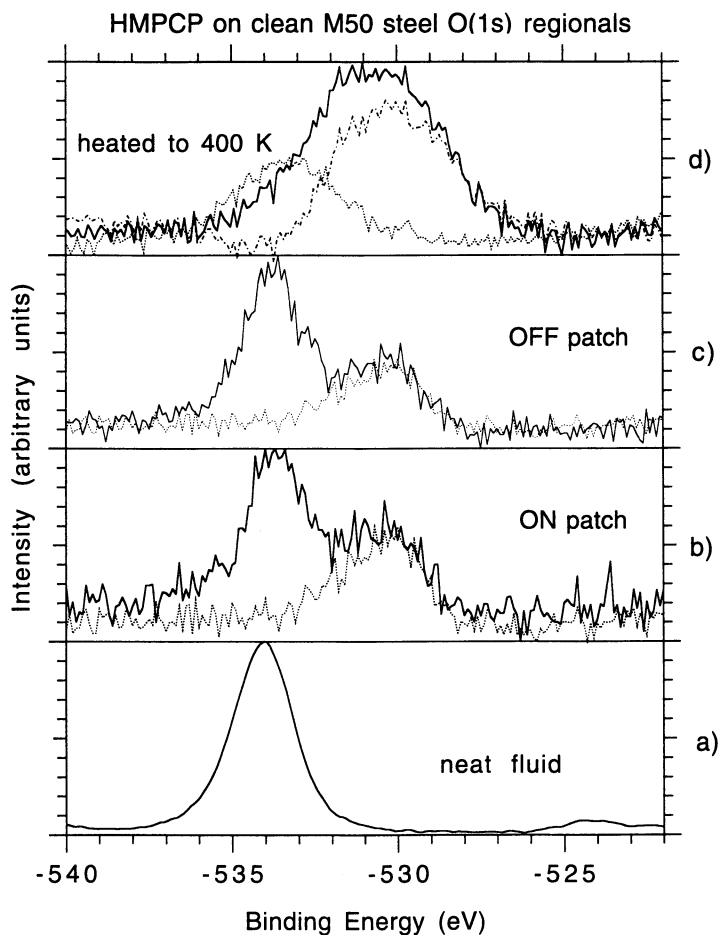 HMPCP on clean M50 steel O(1s) regionals
heated to 400 K
d)
OFF patch
c)
ON patch
b)
neat fluid
a)
Intensity (arbitrary units)
-540 -535 -530 -525
Binding Energy (eV)